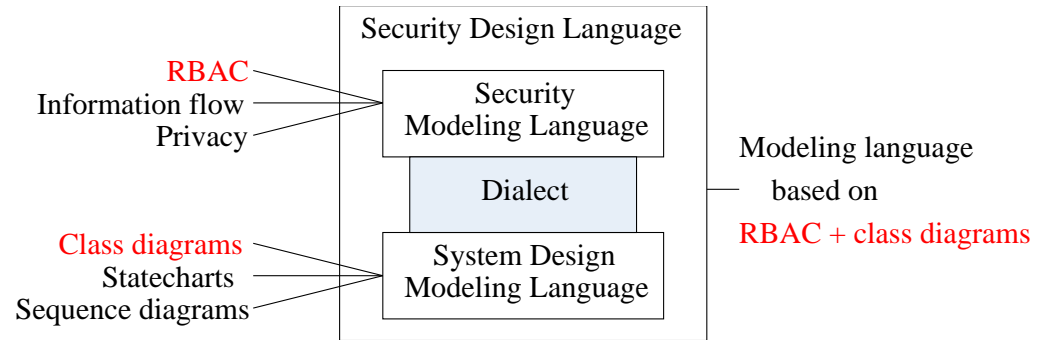 Security Design Language
RBAC
Information flow
Privacy
Security
Modeling Language
Dialect
Class diagrams
Statecharts
Sequence diagrams
System Design
Modeling Language
Modeling language
based on
RBAC + class diagrams